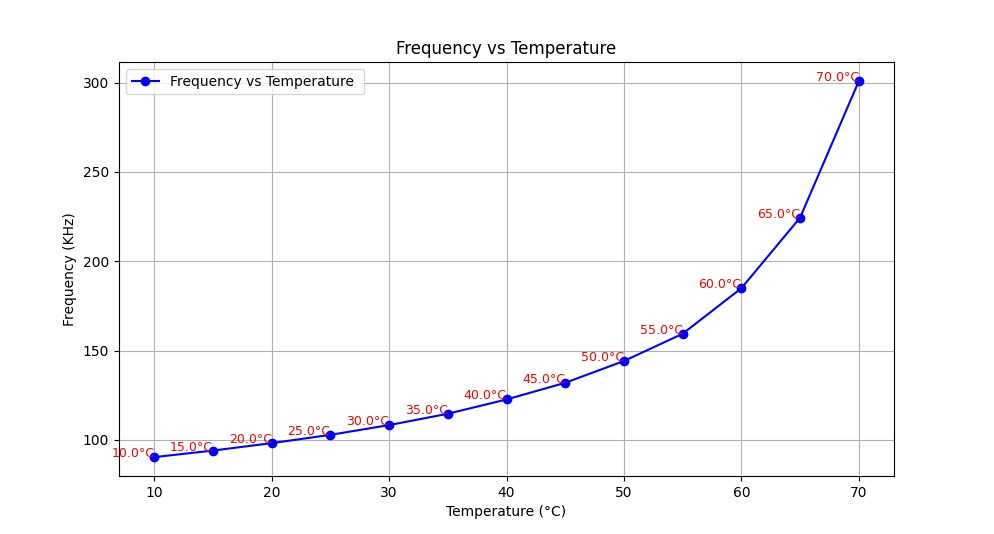 Frequency vs Temperature
Frequency vs Temperature
300
250
200
150
100
Frequency (KHz)
10.0°C
15.0°C
20.0°C
25.0°C
30.0°C
35.0°C
40.0°C
45.0°C
50.0°C
55.0°C
60.0°C
65.0°C
70.0°C
10 20 30 40 50 60 70
Temperature (°C)